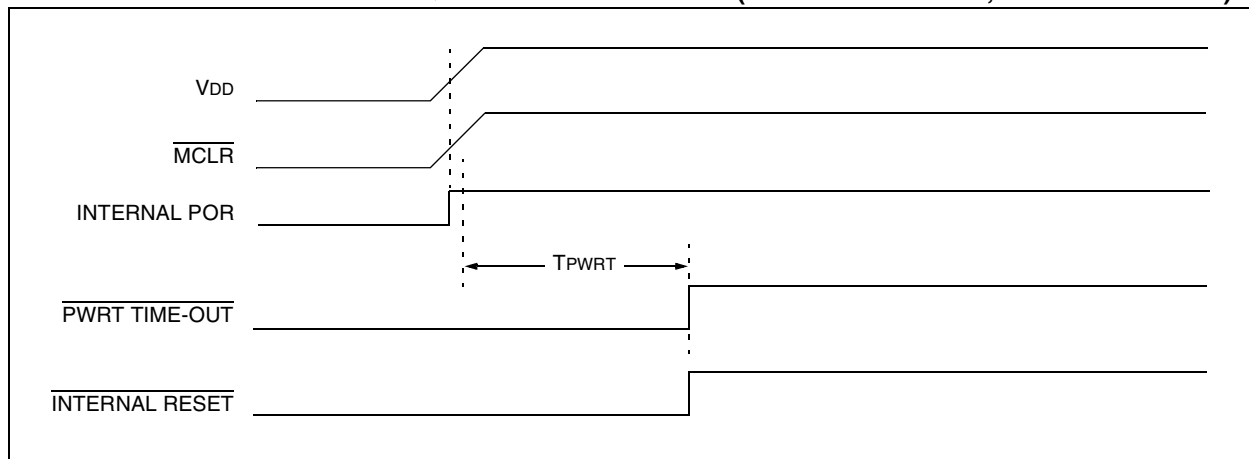 VDD
MCLR
INTERNAL POR
TPWRT
PWRT TIME-OUT
INTERNAL RESET